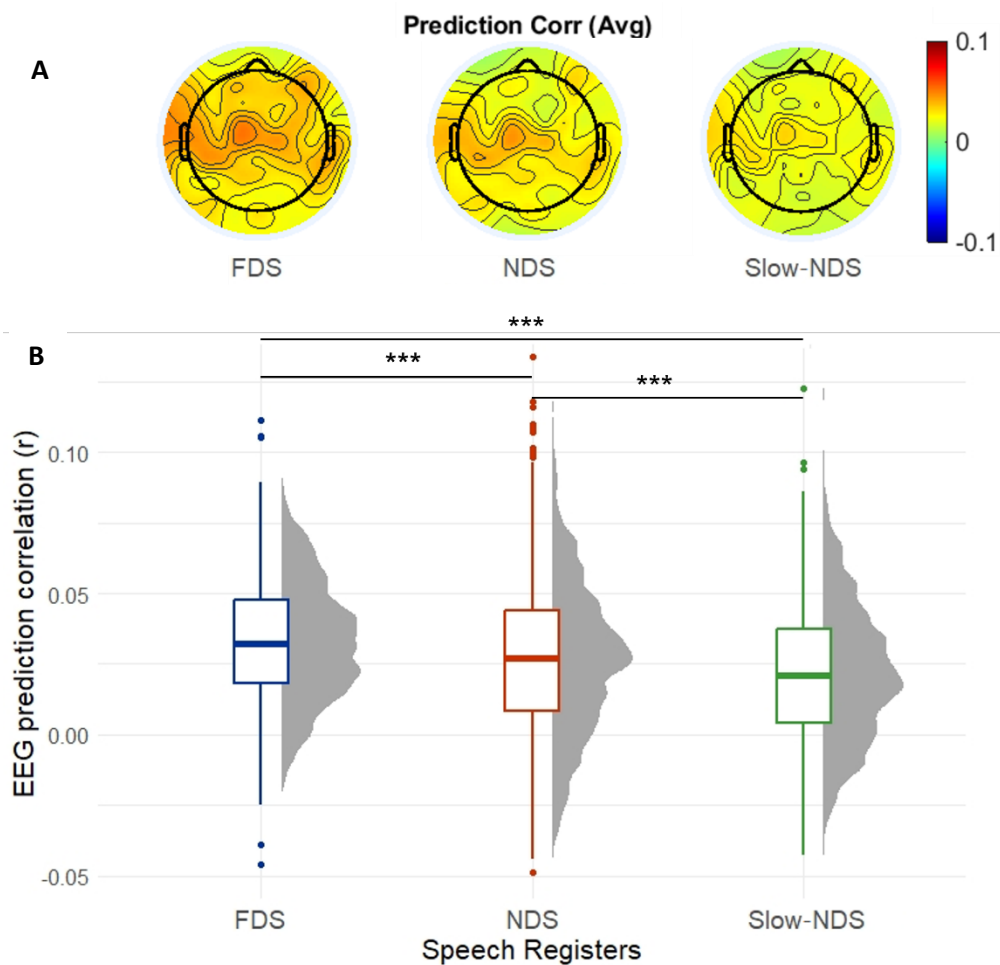 Prediction Corr (Avg)
A
0.1
0
-0.1
FDS NDS Slow-NDS
B
***
***
***
EEG prediction correlation (r)
0.10
0.05
0.00
-0.05
FDS NDS Slow-NDS
Speech Registers